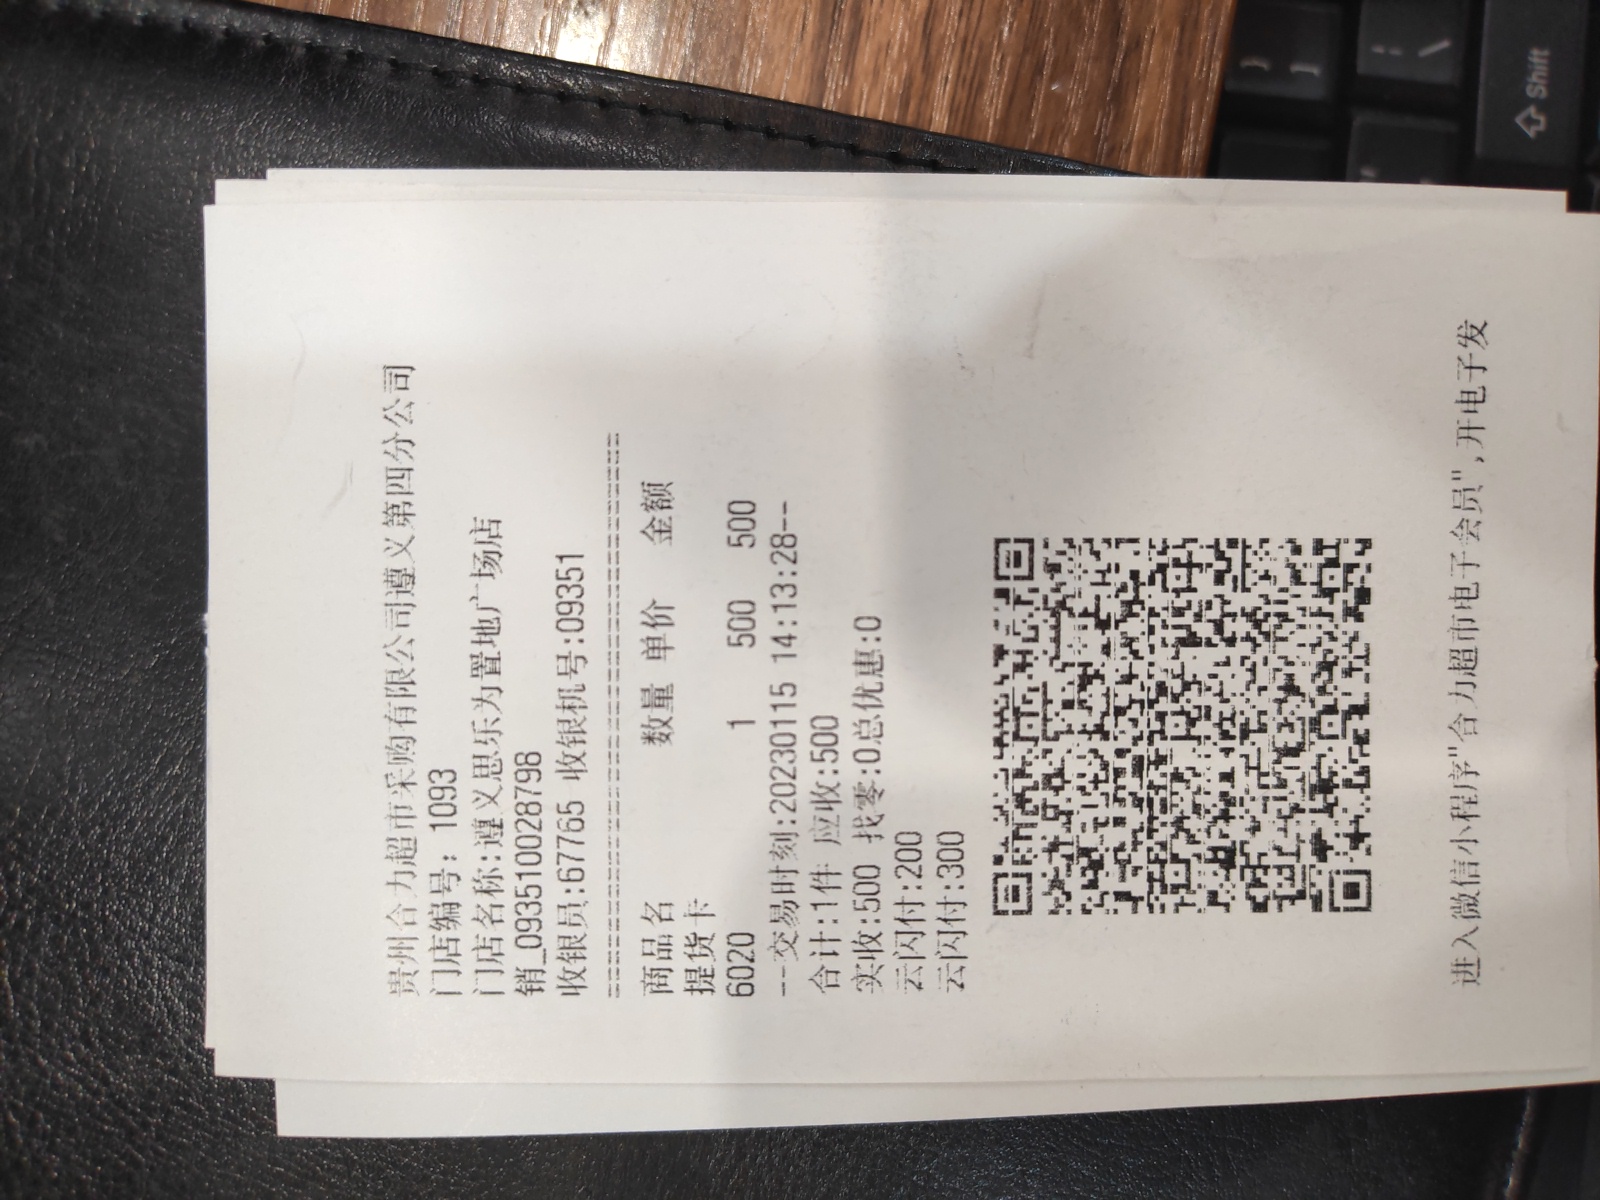 贵州合力超市采购有限公司遵义第四分公司
门店编号: 1093
门店名称:遵义思乐为置地广场店
销_0935100028798
收银员:67765 收银机号:09351
==============================
商品名 数量 单价 金额
提货卡
6020 1 500 500
--交易时刻:20230115 14:13:28--
合计:1件 应收:500
实收:500 找零:0总优惠:0
云闪付:200
云闪付:300
进入微信小程序"合力超市电子会员",开电子发
Shift